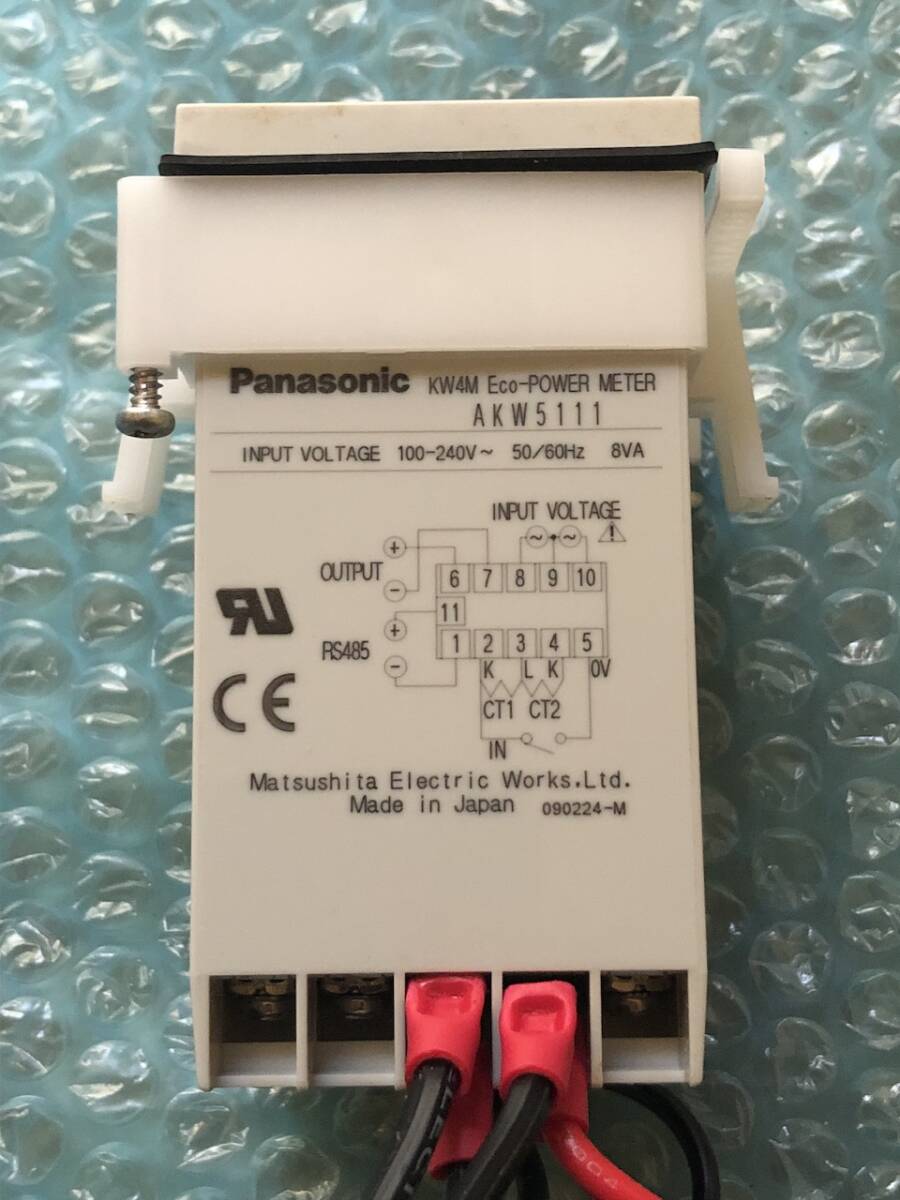 Panasonic KW4M Eco-POWER METER
AKW5111
INPUT VOLTAGE 100-240V~ 50/60Hz 8VA
INPUT VOLTAGE
OUTPUT + -
6 7 8 9 10
11
RS485 + -
1 2 3 4 5
K L K 0V
CT1 CT2
IN
RU
CE
Matsushita Electric Works.Ltd.
Made in Japan 090224-M